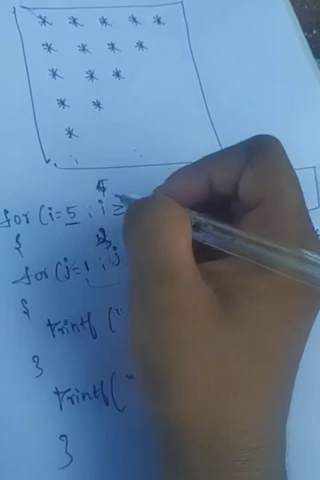 * * * * *
* * * *
* * *
* *
*
for (i=5 ; i ≥
{
for (j=1 ; j
{
printf ("
}
printf("
}